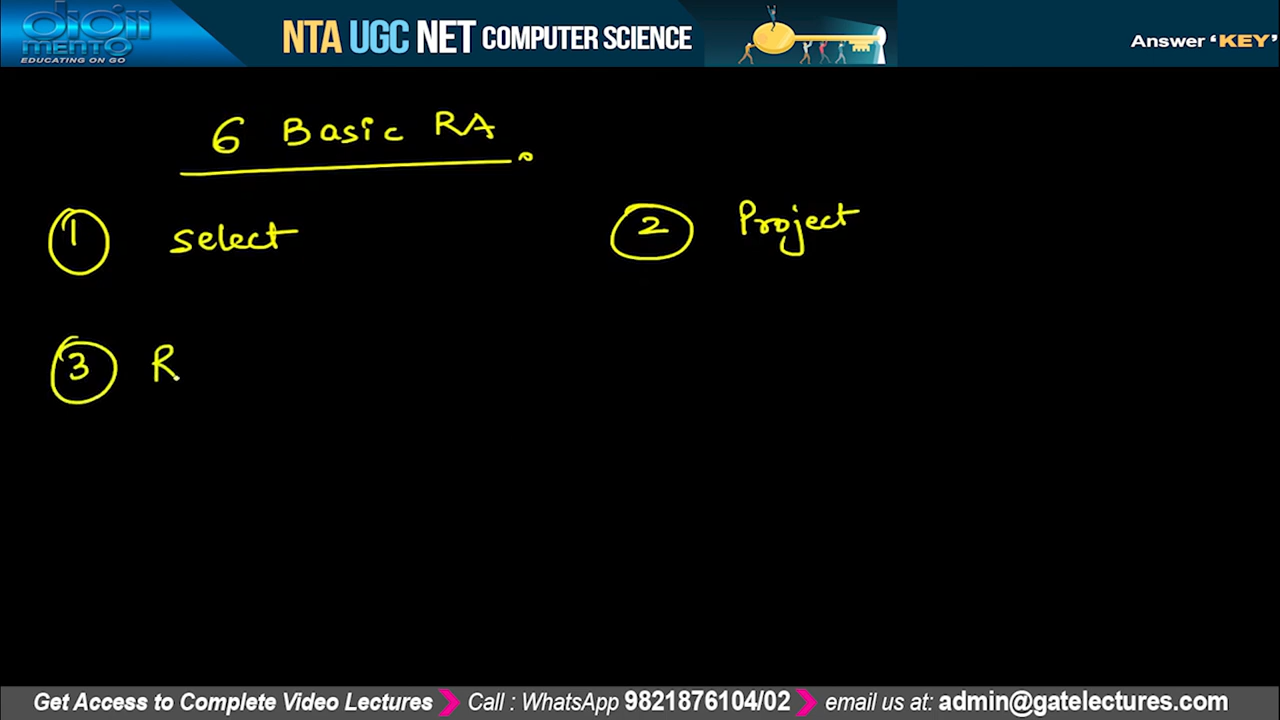 digii
MENTO
EDUCATING ON GO
NTA UGC NET COMPUTER SCIENCE
Answer ‘KEY’
6 Basic RA
1 select
2 Project
3 R
Get Access to Complete Video Lectures Call : WhatsApp 9821876104/02 email us at: admin@gatelectures.com